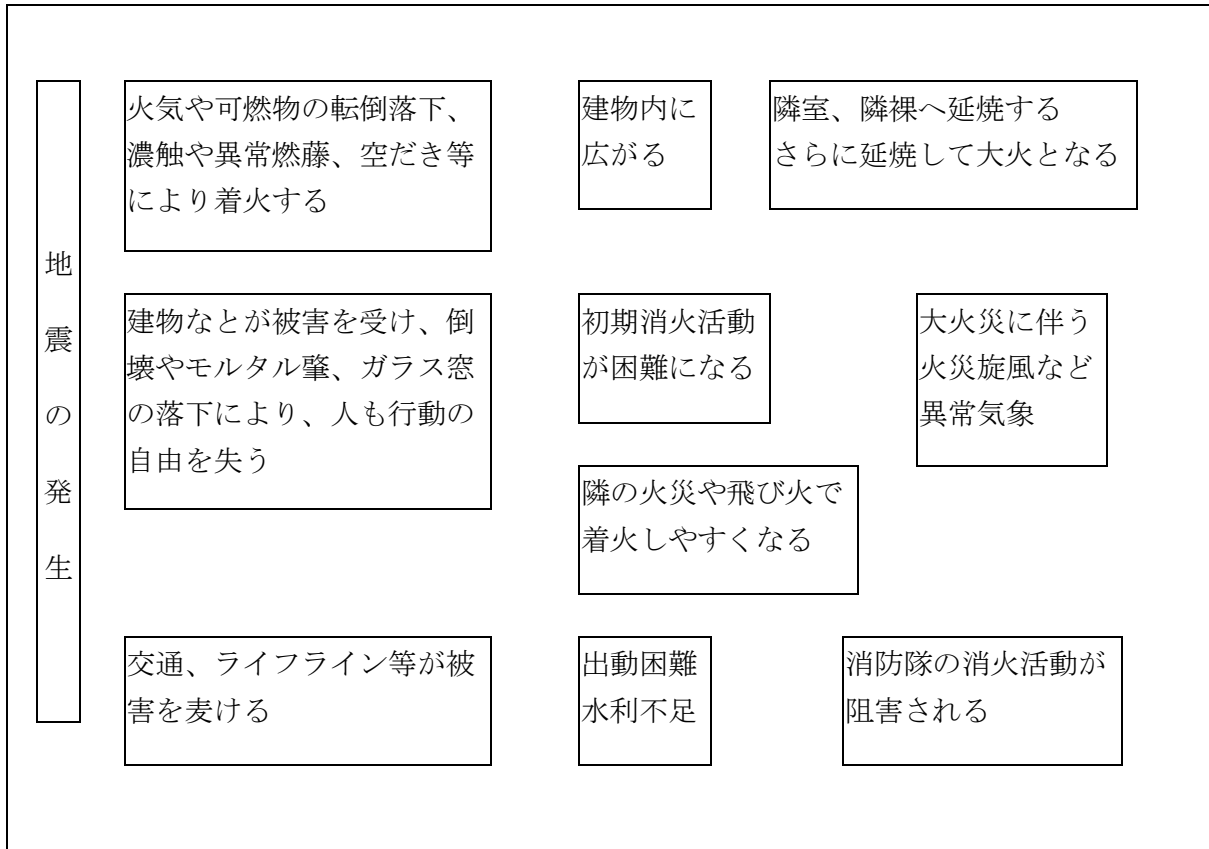 地震の発生
火気や可燃物の転倒落下、
濃触や異常燃藤、空だき等
により着火する
建物内に
広がる
隣室、隣裸へ延焼する
さらに延焼して大火となる
建物なとが被害を受け、倒
壊やモルタル肇、ガラス窓
の落下により、人も行動の
自由を失う
初期消火活動
が困難になる
大火災に伴う
火災旋風など
異常気象
隣の火災や飛び火で
着火しやすくなる
交通、ライフライン等が被
害を麦ける
出動困難
水利不足
消防隊の消火活動が
阻害される